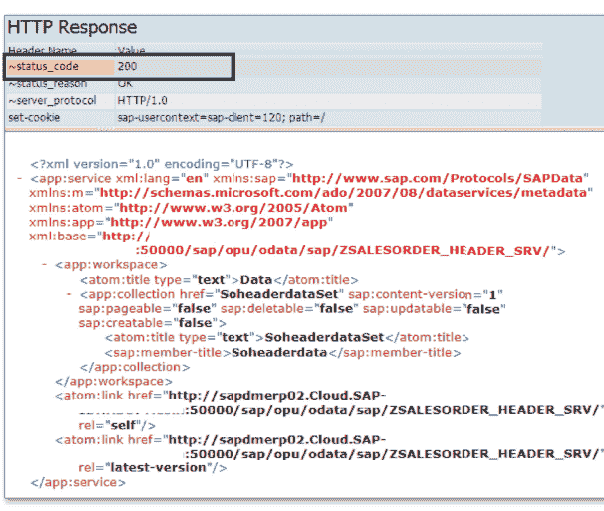 HTTP Response
Header Name Value
~status_code 200
~status_reason OK
~server_protocol HTTP/1.0
set-cookie sap-usercontext=sap-client=120; path=/
<?xml version="1.0" encoding="UTF-8"?>
- <app:service xml:lang="en" xmlns:sap="http://www.sap.com/Protocols/SAPData"
xmlns:m="http://schemas.microsoft.com/ado/2007/08/dataservices/metadata"
xmlns:atom="http://www.w3.org/2005/Atom"
xmlns:app="http://www.w3.org/2007/app"
xml:base="http:/
:50000/sap/opu/odata/sap/ZSALESORDER_HEADER_SRV/">
- <app:workspace>
<atom:title type="text">Data</atom:title>
- <app:collection href="SoheaderdataSet" sap:content-version="1"
sap:pageable="false" sap:deletable="false" sap:updatable="false"
sap:creatable="false">
<atom:title type="text">SoheaderdataSet</atom:title>
<sap:member-title>Soheaderdata</sap:member-title>
</app:collection>
</app:workspace>
<atom:link href="http://sapdmerp02.Cloud.SAP-
:50000/sap/opu/odata/sap/ZSALESORDER_HEADER_SRV/"
rel="self"/>
<atom:link href="http://sapdmerp02.Cloud.SAP-
:50000/sap/opu/odata/sap/ZSALESORDER_HEADER_SRV/"
rel="latest-version"/>
</app:service>